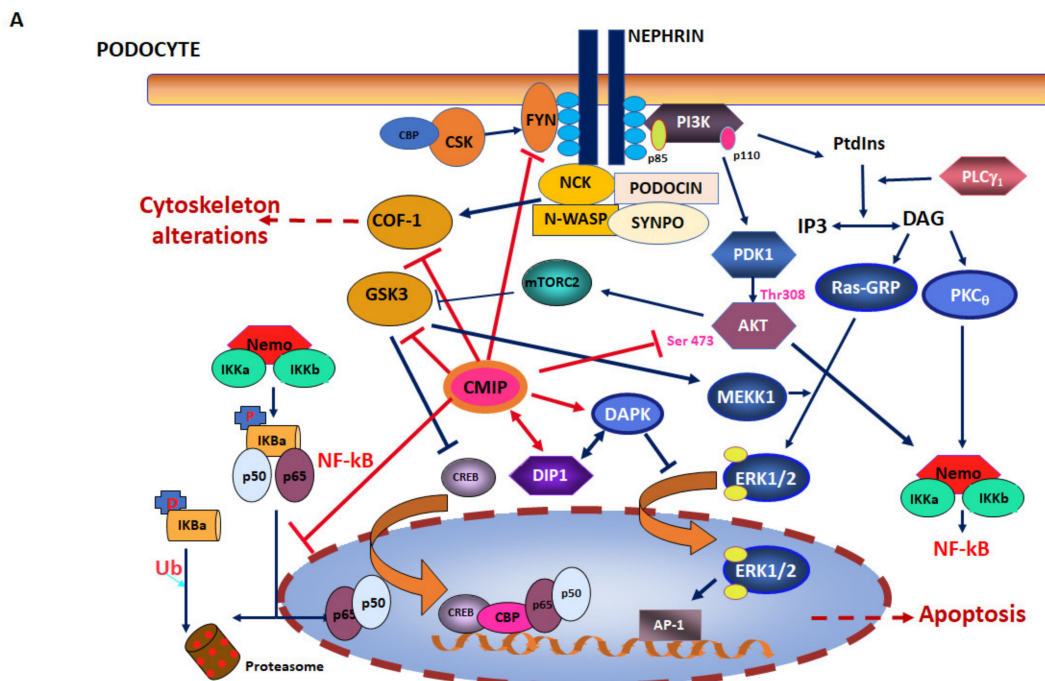 A
PODOCYTE
NEPHRIN
CBP
CSK
FYN
PI3K
p85
p110
PtdIns
PLCγ1
NCK
PODOCIN
N-WASP
SYNPO
Cytoskeleton
alterations
COF-1
IP3
DAG
PDK1
GSK3
mTORC2
Thr308
Ras-GRP
PKCθ
AKT
Ser 473
Nemo
IKKa
IKKb
CMIP
MEKK1
DAPK
P
IKBa
p50
p65
NF-kB
CREB
DIP1
ERK1/2
Nemo
IKKa
IKKb
P
IKBa
NF-kB
Ub
ERK1/2
p65
p50
CREB
CBP
p65
p50
AP-1
Apoptosis
Proteasome